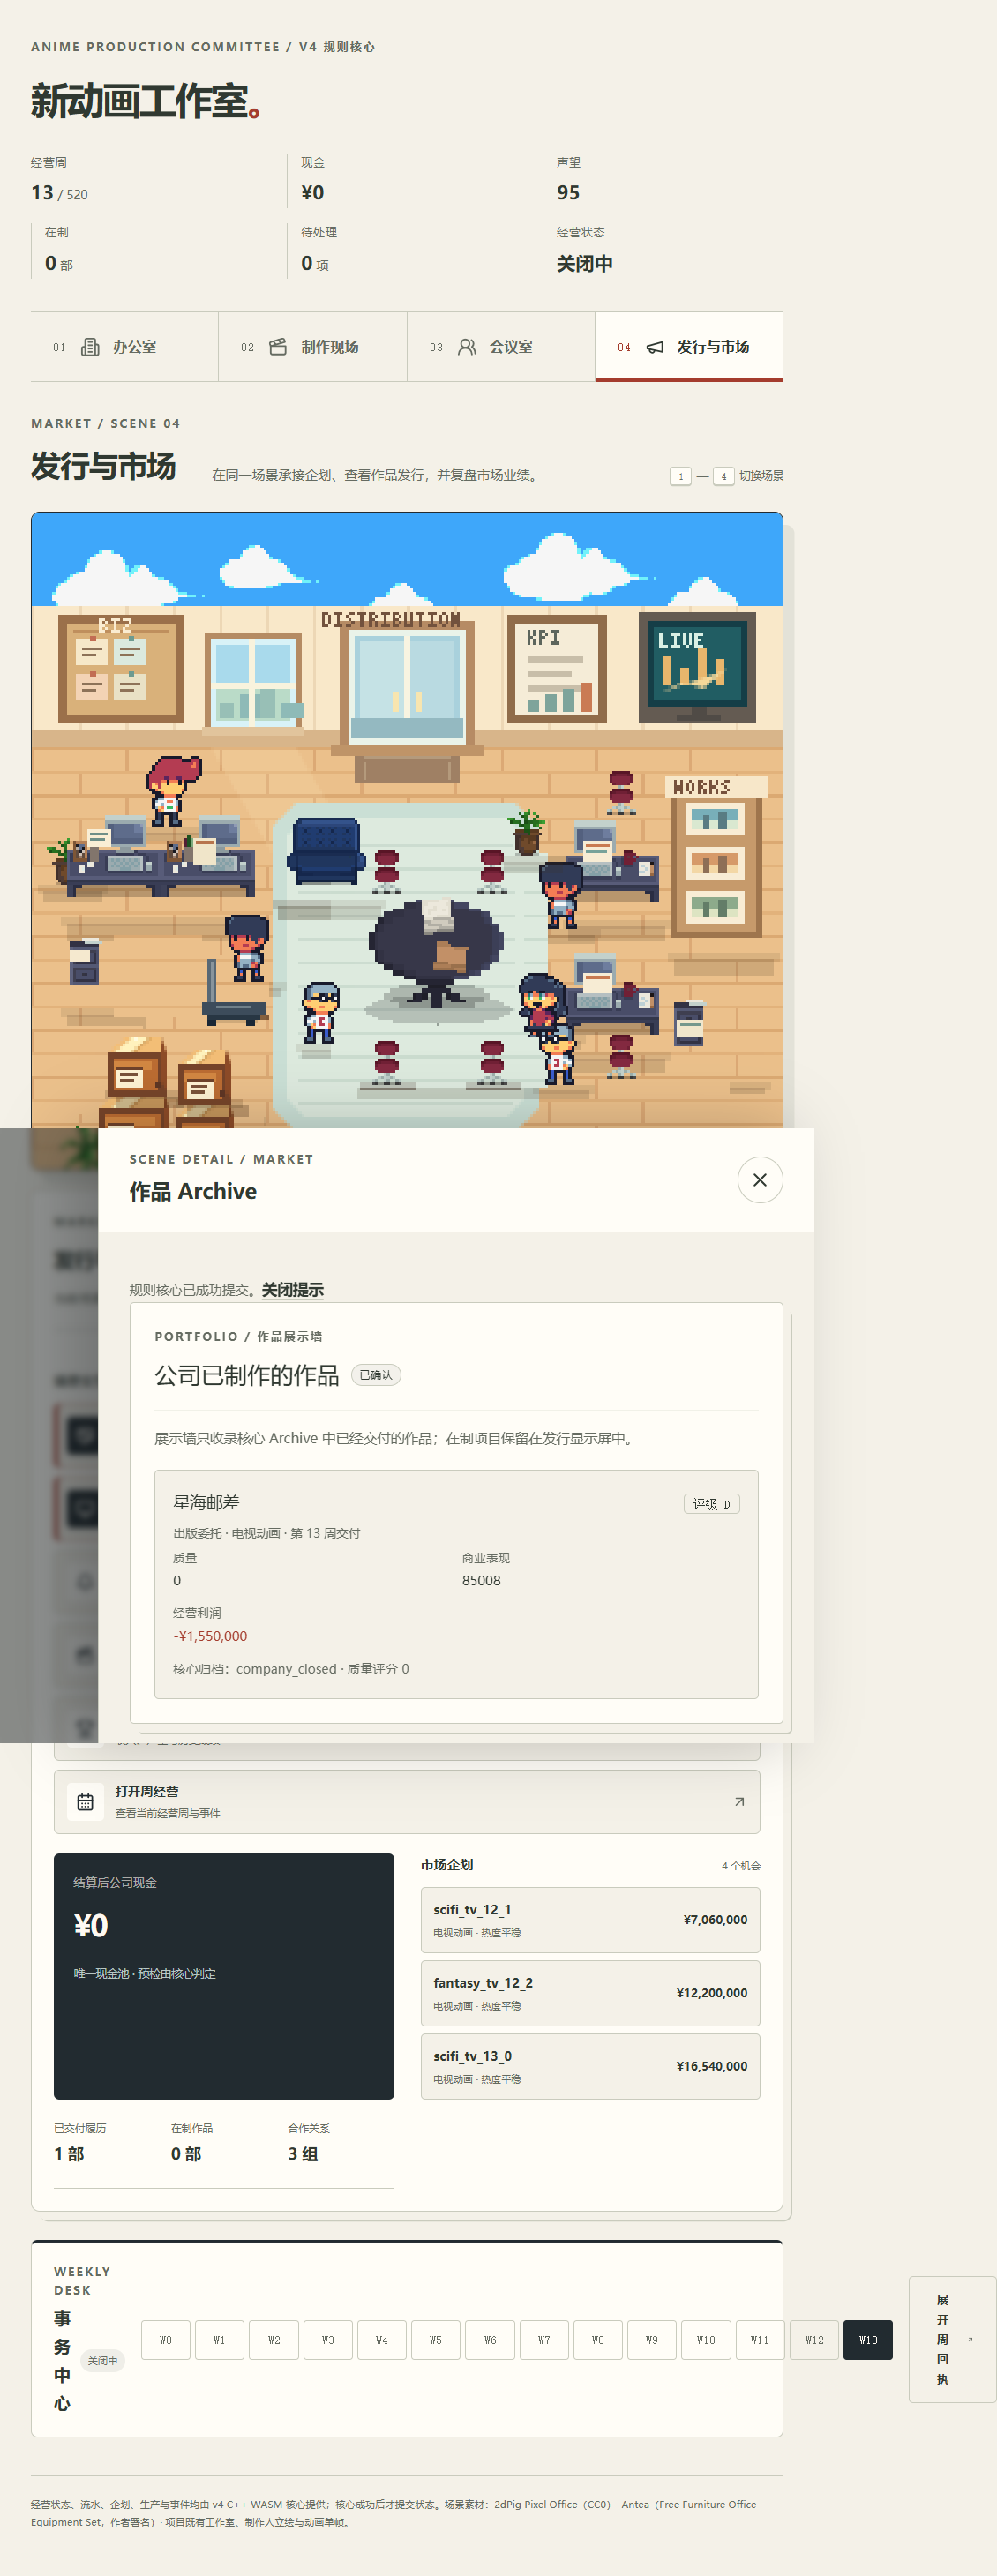 ANIME PRODUCTION COMMITTEE / V4 规则核心
新动画工作室。
经营周
13 / 520
现金
¥0
声望
95
在制
0 部
待处理
0 项
经营状态
关闭中
01 办公室
02 制作现场
03 会议室
04 发行与市场
MARKET / SCENE 04
发行与市场
在同一场景承接企划、查看作品发行，并复盘市场业绩。
1 — 4 切换场景
BIZ
DISTRIBUTION
KPI
LIVE
WORKS
SCENE DETAIL / MARKET
作品 Archive
规则核心已成功提交。关闭提示
PORTFOLIO / 作品展示墙
公司已制作的作品 已确认
展示墙只收录核心 Archive 中已经交付的作品；在制项目保留在发行显示屏中。
星海邮差
评级 D
出版委托 · 电视动画 · 第 13 周交付
质量
0
商业表现
85008
经营利润
-¥1,550,000
核心归档：company_closed · 质量评分 0
打开周经营
查看当前经营周与事件
结算后公司现金
¥0
唯一现金池 · 预检由核心判定
市场企划
4 个机会
scifi_tv_12_1
电视动画 · 热度平稳
¥7,060,000
fantasy_tv_12_2
电视动画 · 热度平稳
¥12,200,000
scifi_tv_13_0
电视动画 · 热度平稳
¥16,540,000
已交付履历
1 部
在制作品
0 部
合作关系
3 组
WEEKLY
DESK
事
务
中
心
关闭中
W0 W1 W2 W3 W4 W5 W6 W7 W8 W9 W10 W11 W12 W13
展
开
周
回
执
经营状态、流水、企划、生产与事件均由 v4 C++ WASM 核心提供；核心成功后才提交状态。场景素材：2dPig Pixel Office（CC0）· Antea（Free Furniture Office
Equipment Set，作者署名）· 项目既有工作室、制作人立绘与动画单帧。